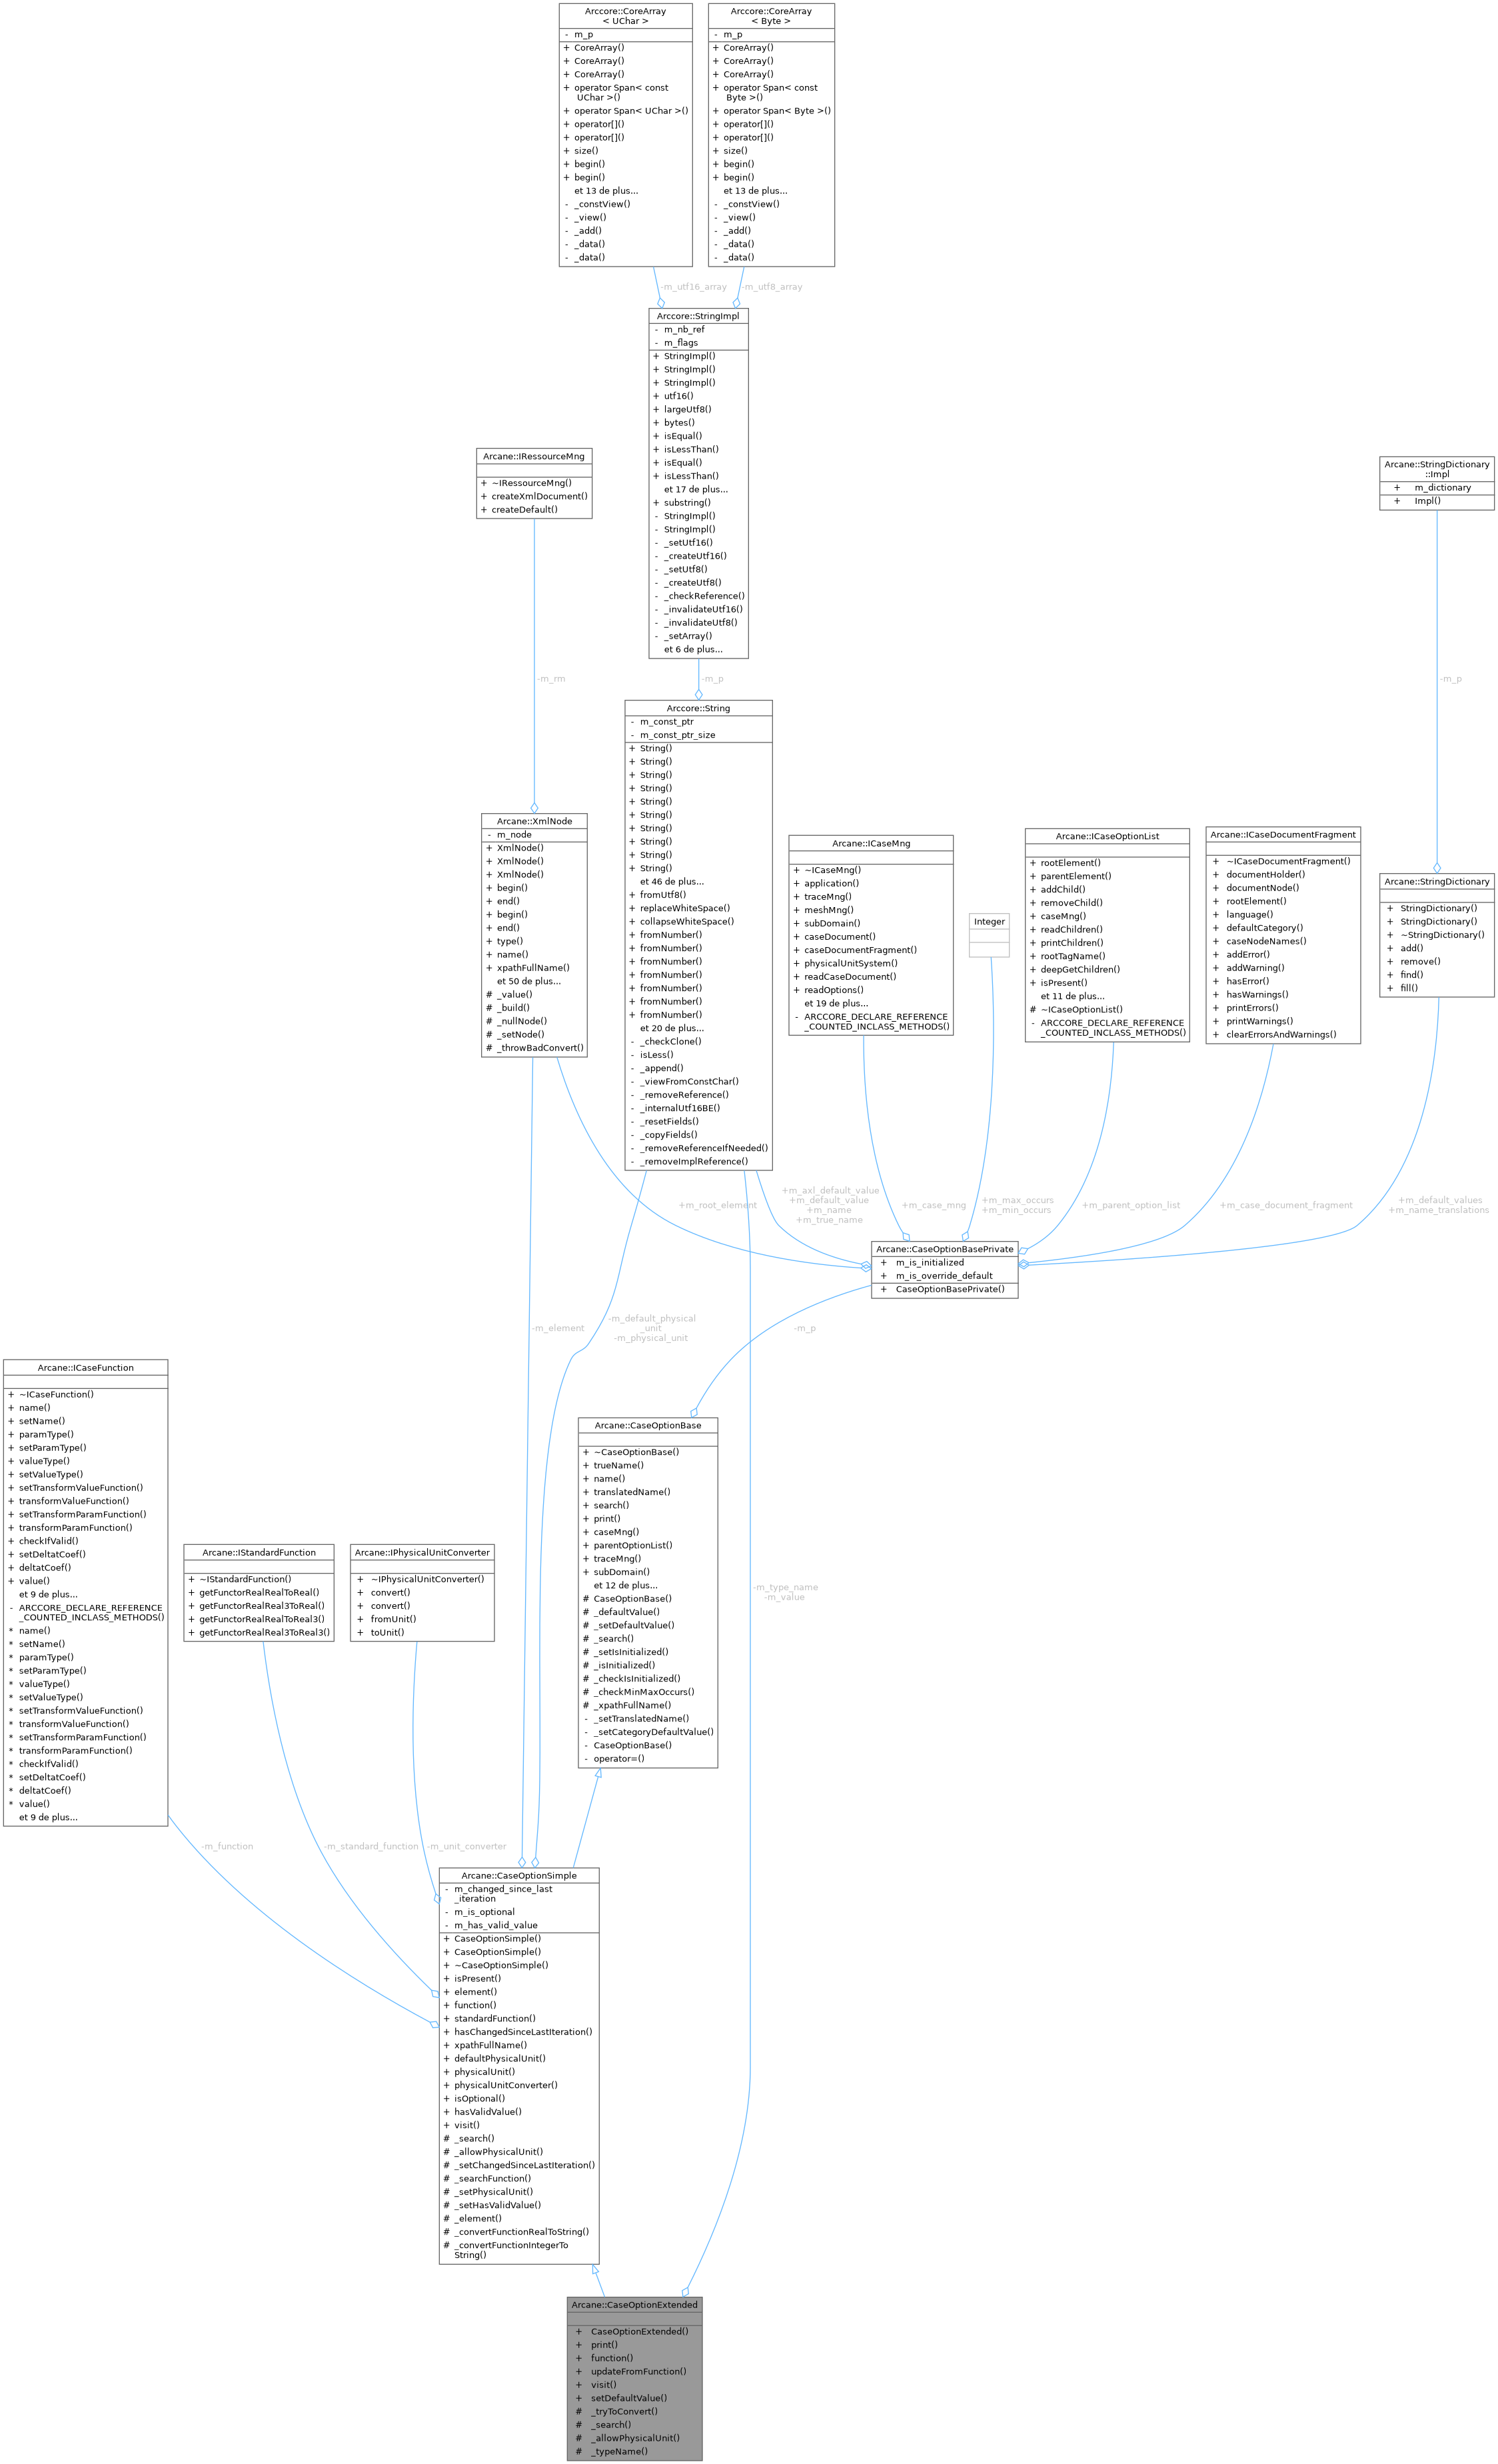 Arccore::CoreArray
< UChar >
- m_p
+ CoreArray()
+ CoreArray()
+ CoreArray()
+ operator Span< const
UChar >()
+ operator Span< UChar >()
+ operator[]()
+ operator[]()
+ size()
+ begin()
+ begin()
et 13 de plus...
- _constView()
- _view()
- _add()
- _data()
- _data()
Arccore::CoreArray
< Byte >
- m_p
+ CoreArray()
+ CoreArray()
+ CoreArray()
+ operator Span< const
Byte >()
+ operator Span< Byte >()
+ operator[]()
+ operator[]()
+ size()
+ begin()
+ begin()
et 13 de plus...
- _constView()
- _view()
- _add()
- _data()
- _data()
-m_utf16_array
-m_utf8_array
Arccore::StringImpl
- m_nb_ref
- m_flags
+ StringImpl()
+ StringImpl()
+ StringImpl()
+ utf16()
+ largeUtf8()
+ bytes()
+ isEqual()
+ isLessThan()
+ isEqual()
+ isLessThan()
et 17 de plus...
+ substring()
- StringImpl()
- StringImpl()
- _setUtf16()
- _createUtf16()
- _setUtf8()
- _createUtf8()
- _checkReference()
- _invalidateUtf16()
- _invalidateUtf8()
- _setArray()
et 6 de plus...
Arcane::IRessourceMng
+ ~IRessourceMng()
+ createXmlDocument()
+ createDefault()
Arcane::StringDictionary
::Impl
+ m_dictionary
+ Impl()
-m_rm
-m_p
-m_p
Arccore::String
- m_const_ptr
- m_const_ptr_size
+ String()
+ String()
+ String()
+ String()
+ String()
+ String()
+ String()
+ String()
+ String()
+ String()
et 46 de plus...
+ fromUtf8()
+ replaceWhiteSpace()
+ collapseWhiteSpace()
+ fromNumber()
+ fromNumber()
+ fromNumber()
+ fromNumber()
+ fromNumber()
+ fromNumber()
+ fromNumber()
et 20 de plus...
- _checkClone()
- isLess()
- _append()
- _viewFromConstChar()
- _removeReference()
- _internalUtf16BE()
- _resetFields()
- _copyFields()
- _removeReferenceIfNeeded()
- _removeImplReference()
Arcane::XmlNode
- m_node
+ XmlNode()
+ XmlNode()
+ XmlNode()
+ begin()
+ end()
+ begin()
+ end()
+ type()
+ name()
+ xpathFullName()
et 50 de plus...
# _value()
# _build()
# _nullNode()
# _setNode()
# _throwBadConvert()
Arcane::ICaseMng
+ ~ICaseMng()
+ application()
+ traceMng()
+ meshMng()
+ subDomain()
+ caseDocument()
+ caseDocumentFragment()
+ physicalUnitSystem()
+ readCaseDocument()
+ readOptions()
et 19 de plus...
- ARCCORE_DECLARE_REFERENCE
_COUNTED_INCLASS_METHODS()
Integer
Arcane::ICaseOptionList
+ rootElement()
+ parentElement()
+ addChild()
+ removeChild()
+ caseMng()
+ readChildren()
+ printChildren()
+ rootTagName()
+ deepGetChildren()
+ isPresent()
et 11 de plus...
# ~ICaseOptionList()
- ARCCORE_DECLARE_REFERENCE
_COUNTED_INCLASS_METHODS()
Arcane::ICaseDocumentFragment
+ ~ICaseDocumentFragment()
+ documentHolder()
+ documentNode()
+ rootElement()
+ language()
+ defaultCategory()
+ caseNodeNames()
+ addError()
+ addWarning()
+ hasError()
+ hasWarnings()
+ printErrors()
+ printWarnings()
+ clearErrorsAndWarnings()
Arcane::StringDictionary
+ StringDictionary()
+ StringDictionary()
+ ~StringDictionary()
+ add()
+ remove()
+ find()
+ fill()
+m_root_element
+m_axl_default_value
+m_default_value
+m_name
+m_true_name
+m_case_mng
+m_max_occurs
+m_min_occurs
+m_parent_option_list
+m_case_document_fragment
+m_default_values
+m_name_translations
Arcane::CaseOptionBasePrivate
+ m_is_initialized
+ m_is_override_default
+ CaseOptionBasePrivate()
-m_element
-m_default_physical
_unit
-m_physical_unit
-m_p
Arcane::ICaseFunction
+ ~ICaseFunction()
+ name()
+ setName()
+ paramType()
+ setParamType()
+ valueType()
+ setValueType()
+ setTransformValueFunction()
+ transformValueFunction()
+ setTransformParamFunction()
+ transformParamFunction()
+ checkIfValid()
+ setDeltatCoef()
+ deltatCoef()
+ value()
et 9 de plus...
- ARCCORE_DECLARE_REFERENCE
_COUNTED_INCLASS_METHODS()
* name()
* setName()
* paramType()
* setParamType()
* valueType()
* setValueType()
* setTransformValueFunction()
* transformValueFunction()
* setTransformParamFunction()
* transformParamFunction()
* checkIfValid()
* setDeltatCoef()
* deltatCoef()
* value()
et 9 de plus...
Arcane::IStandardFunction
+ ~IStandardFunction()
+ getFunctorRealRealToReal()
+ getFunctorRealReal3ToReal()
+ getFunctorRealRealToReal3()
+ getFunctorRealReal3ToReal3()
Arcane::IPhysicalUnitConverter
+ ~IPhysicalUnitConverter()
+ convert()
+ convert()
+ fromUnit()
+ toUnit()
Arcane::CaseOptionBase
+ ~CaseOptionBase()
+ trueName()
+ name()
+ translatedName()
+ search()
+ print()
+ caseMng()
+ parentOptionList()
+ traceMng()
+ subDomain()
et 12 de plus...
# CaseOptionBase()
# _defaultValue()
# _setDefaultValue()
# _search()
# _setIsInitialized()
# _isInitialized()
# _checkIsInitialized()
# _checkMinMaxOccurs()
# _xpathFullName()
- _setTranslatedName()
- _setCategoryDefaultValue()
- CaseOptionBase()
- operator=()
-m_type_name
-m_value
-m_function
-m_standard_function
-m_unit_converter
Arcane::CaseOptionSimple
- m_changed_since_last
_iteration
- m_is_optional
- m_has_valid_value
+ CaseOptionSimple()
+ CaseOptionSimple()
+ ~CaseOptionSimple()
+ isPresent()
+ element()
+ function()
+ standardFunction()
+ hasChangedSinceLastIteration()
+ xpathFullName()
+ defaultPhysicalUnit()
+ physicalUnit()
+ physicalUnitConverter()
+ isOptional()
+ hasValidValue()
+ visit()
# _search()
# _allowPhysicalUnit()
# _setChangedSinceLastIteration()
# _searchFunction()
# _setPhysicalUnit()
# _setHasValidValue()
# _element()
# _convertFunctionRealToString()
# _convertFunctionIntegerTo
String()
Arcane::CaseOptionExtended
+ CaseOptionExtended()
+ print()
+ function()
+ updateFromFunction()
+ visit()
+ setDefaultValue()
# _tryToConvert()
# _search()
# _allowPhysicalUnit()
# _typeName()